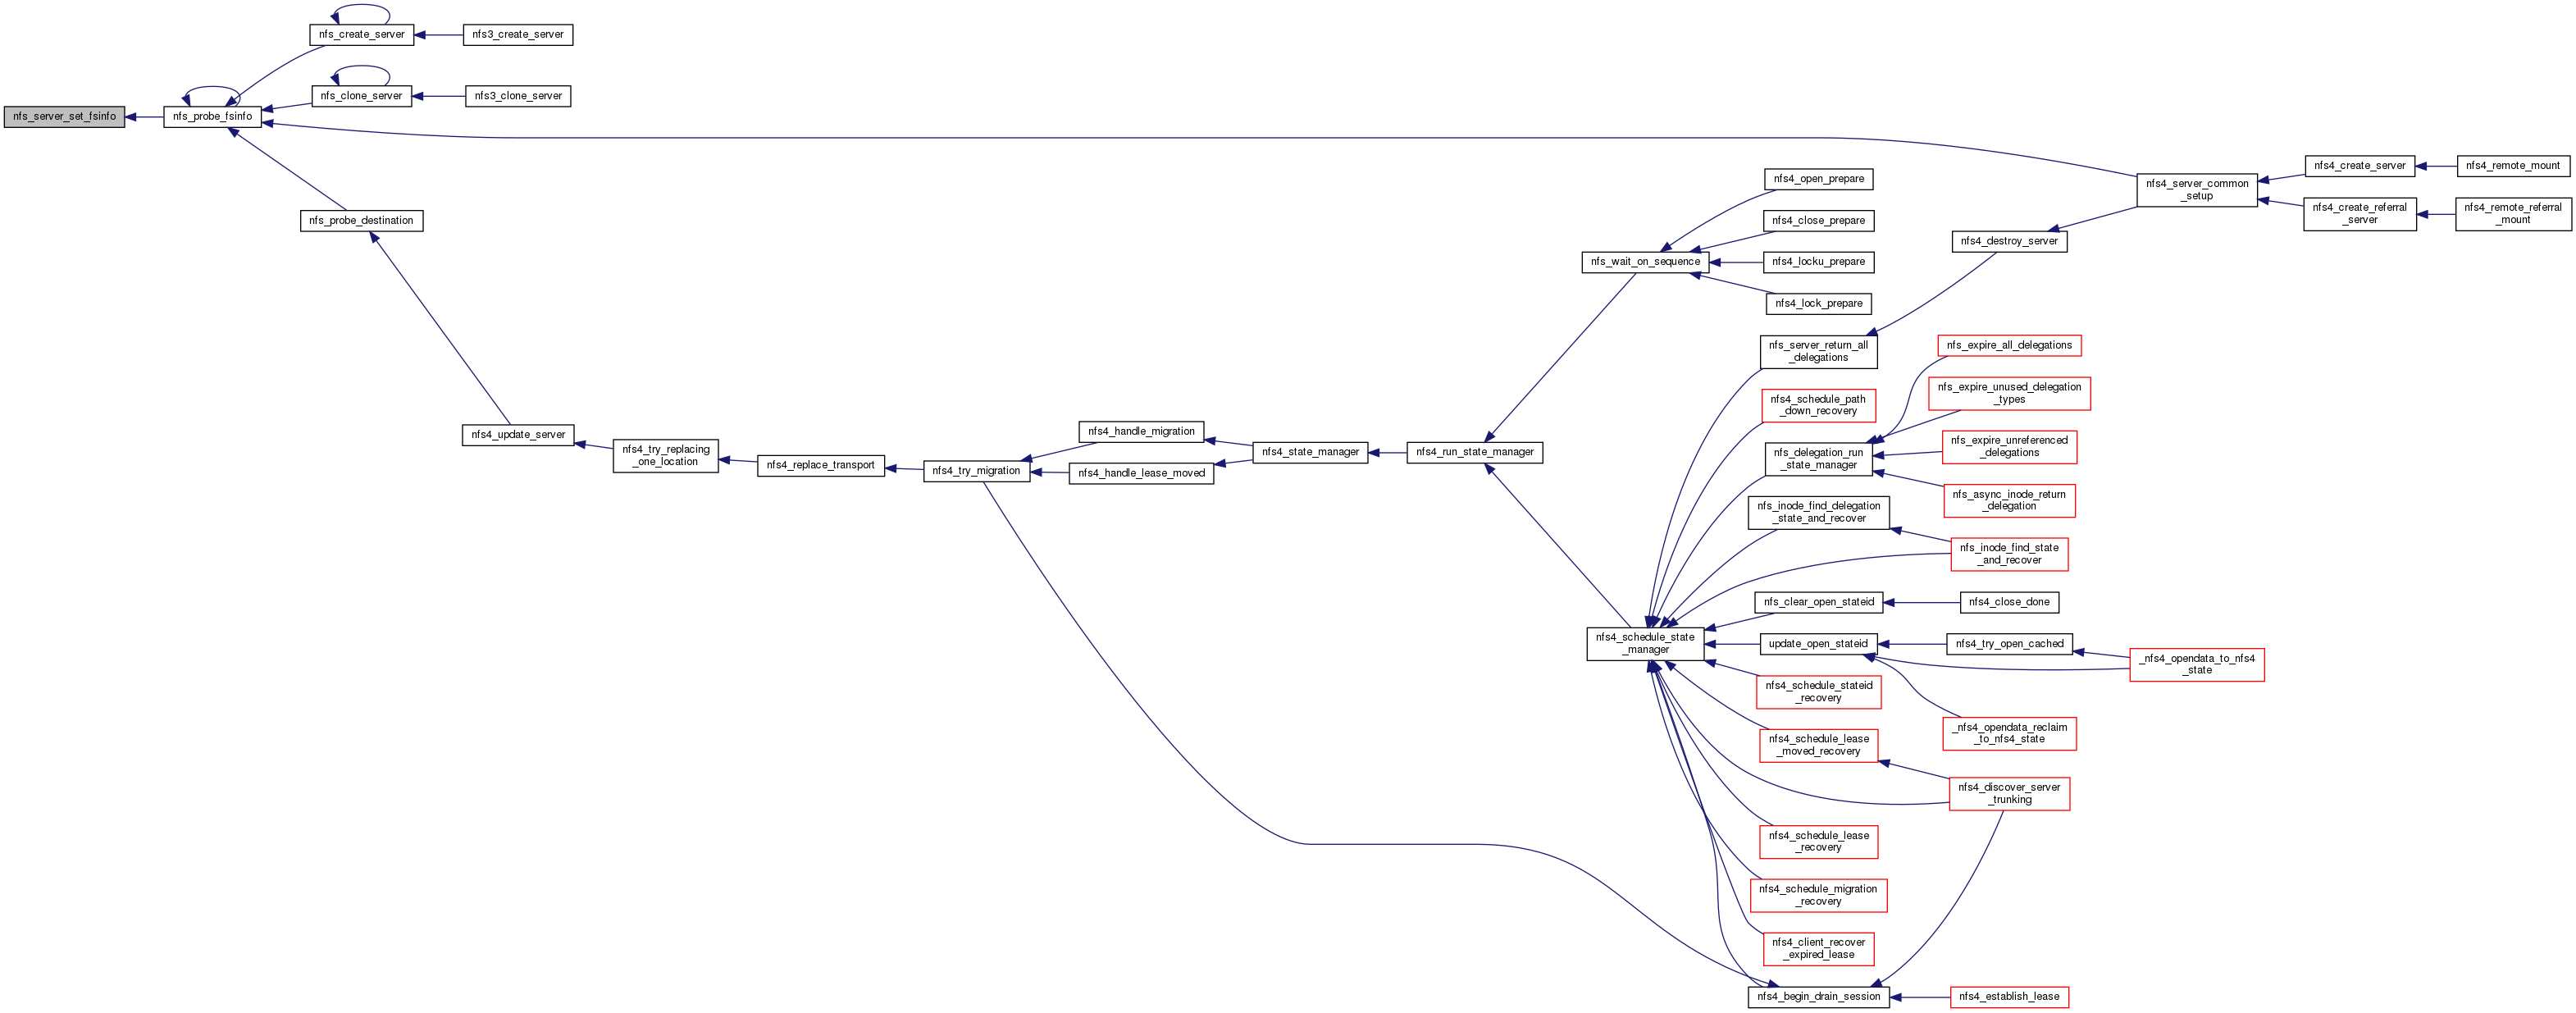 nfs_create_server
nfs3_create_server
nfs_clone_server
nfs3_clone_server
nfs_server_set_fsinfo
nfs_probe_fsinfo
nfs_probe_destination
nfs4_update_server
nfs4_try_replacing
_one_location
nfs4_replace_transport
nfs4_try_migration
nfs4_handle_migration
nfs4_handle_lease_moved
nfs4_state_manager
nfs4_run_state_manager
nfs_wait_on_sequence
nfs4_open_prepare
nfs4_close_prepare
nfs4_locku_prepare
nfs4_lock_prepare
nfs4_schedule_state
_manager
nfs_server_return_all
_delegations
nfs4_destroy_server
nfs4_server_common
_setup
nfs4_create_server
nfs4_remote_mount
nfs4_create_referral
_server
nfs4_remote_referral
_mount
nfs4_schedule_path
_down_recovery
nfs_delegation_run
_state_manager
nfs_expire_all_delegations
nfs_expire_unused_delegation
_types
nfs_expire_unreferenced
_delegations
nfs_async_inode_return
_delegation
nfs_inode_find_delegation
_state_and_recover
nfs_inode_find_state
_and_recover
nfs_clear_open_stateid
nfs4_close_done
update_open_stateid
nfs4_try_open_cached
_nfs4_opendata_to_nfs4
_state
_nfs4_opendata_reclaim
_to_nfs4_state
nfs4_schedule_stateid
_recovery
nfs4_schedule_lease
_moved_recovery
nfs4_discover_server
_trunking
nfs4_schedule_lease
_recovery
nfs4_schedule_migration
_recovery
nfs4_client_recover
_expired_lease
nfs4_begin_drain_session
nfs4_establish_lease